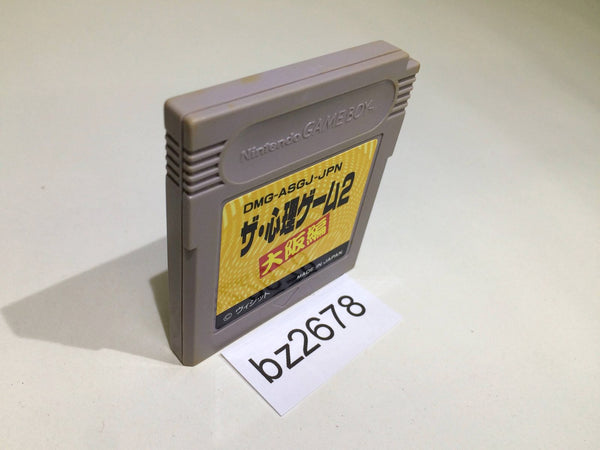 Nintendo GAME BOY™
DMG-ASGJ-JPN
ザ・心理ゲーム2
大阪編
© ヴィジット
MADE IN JAPAN
bz2678